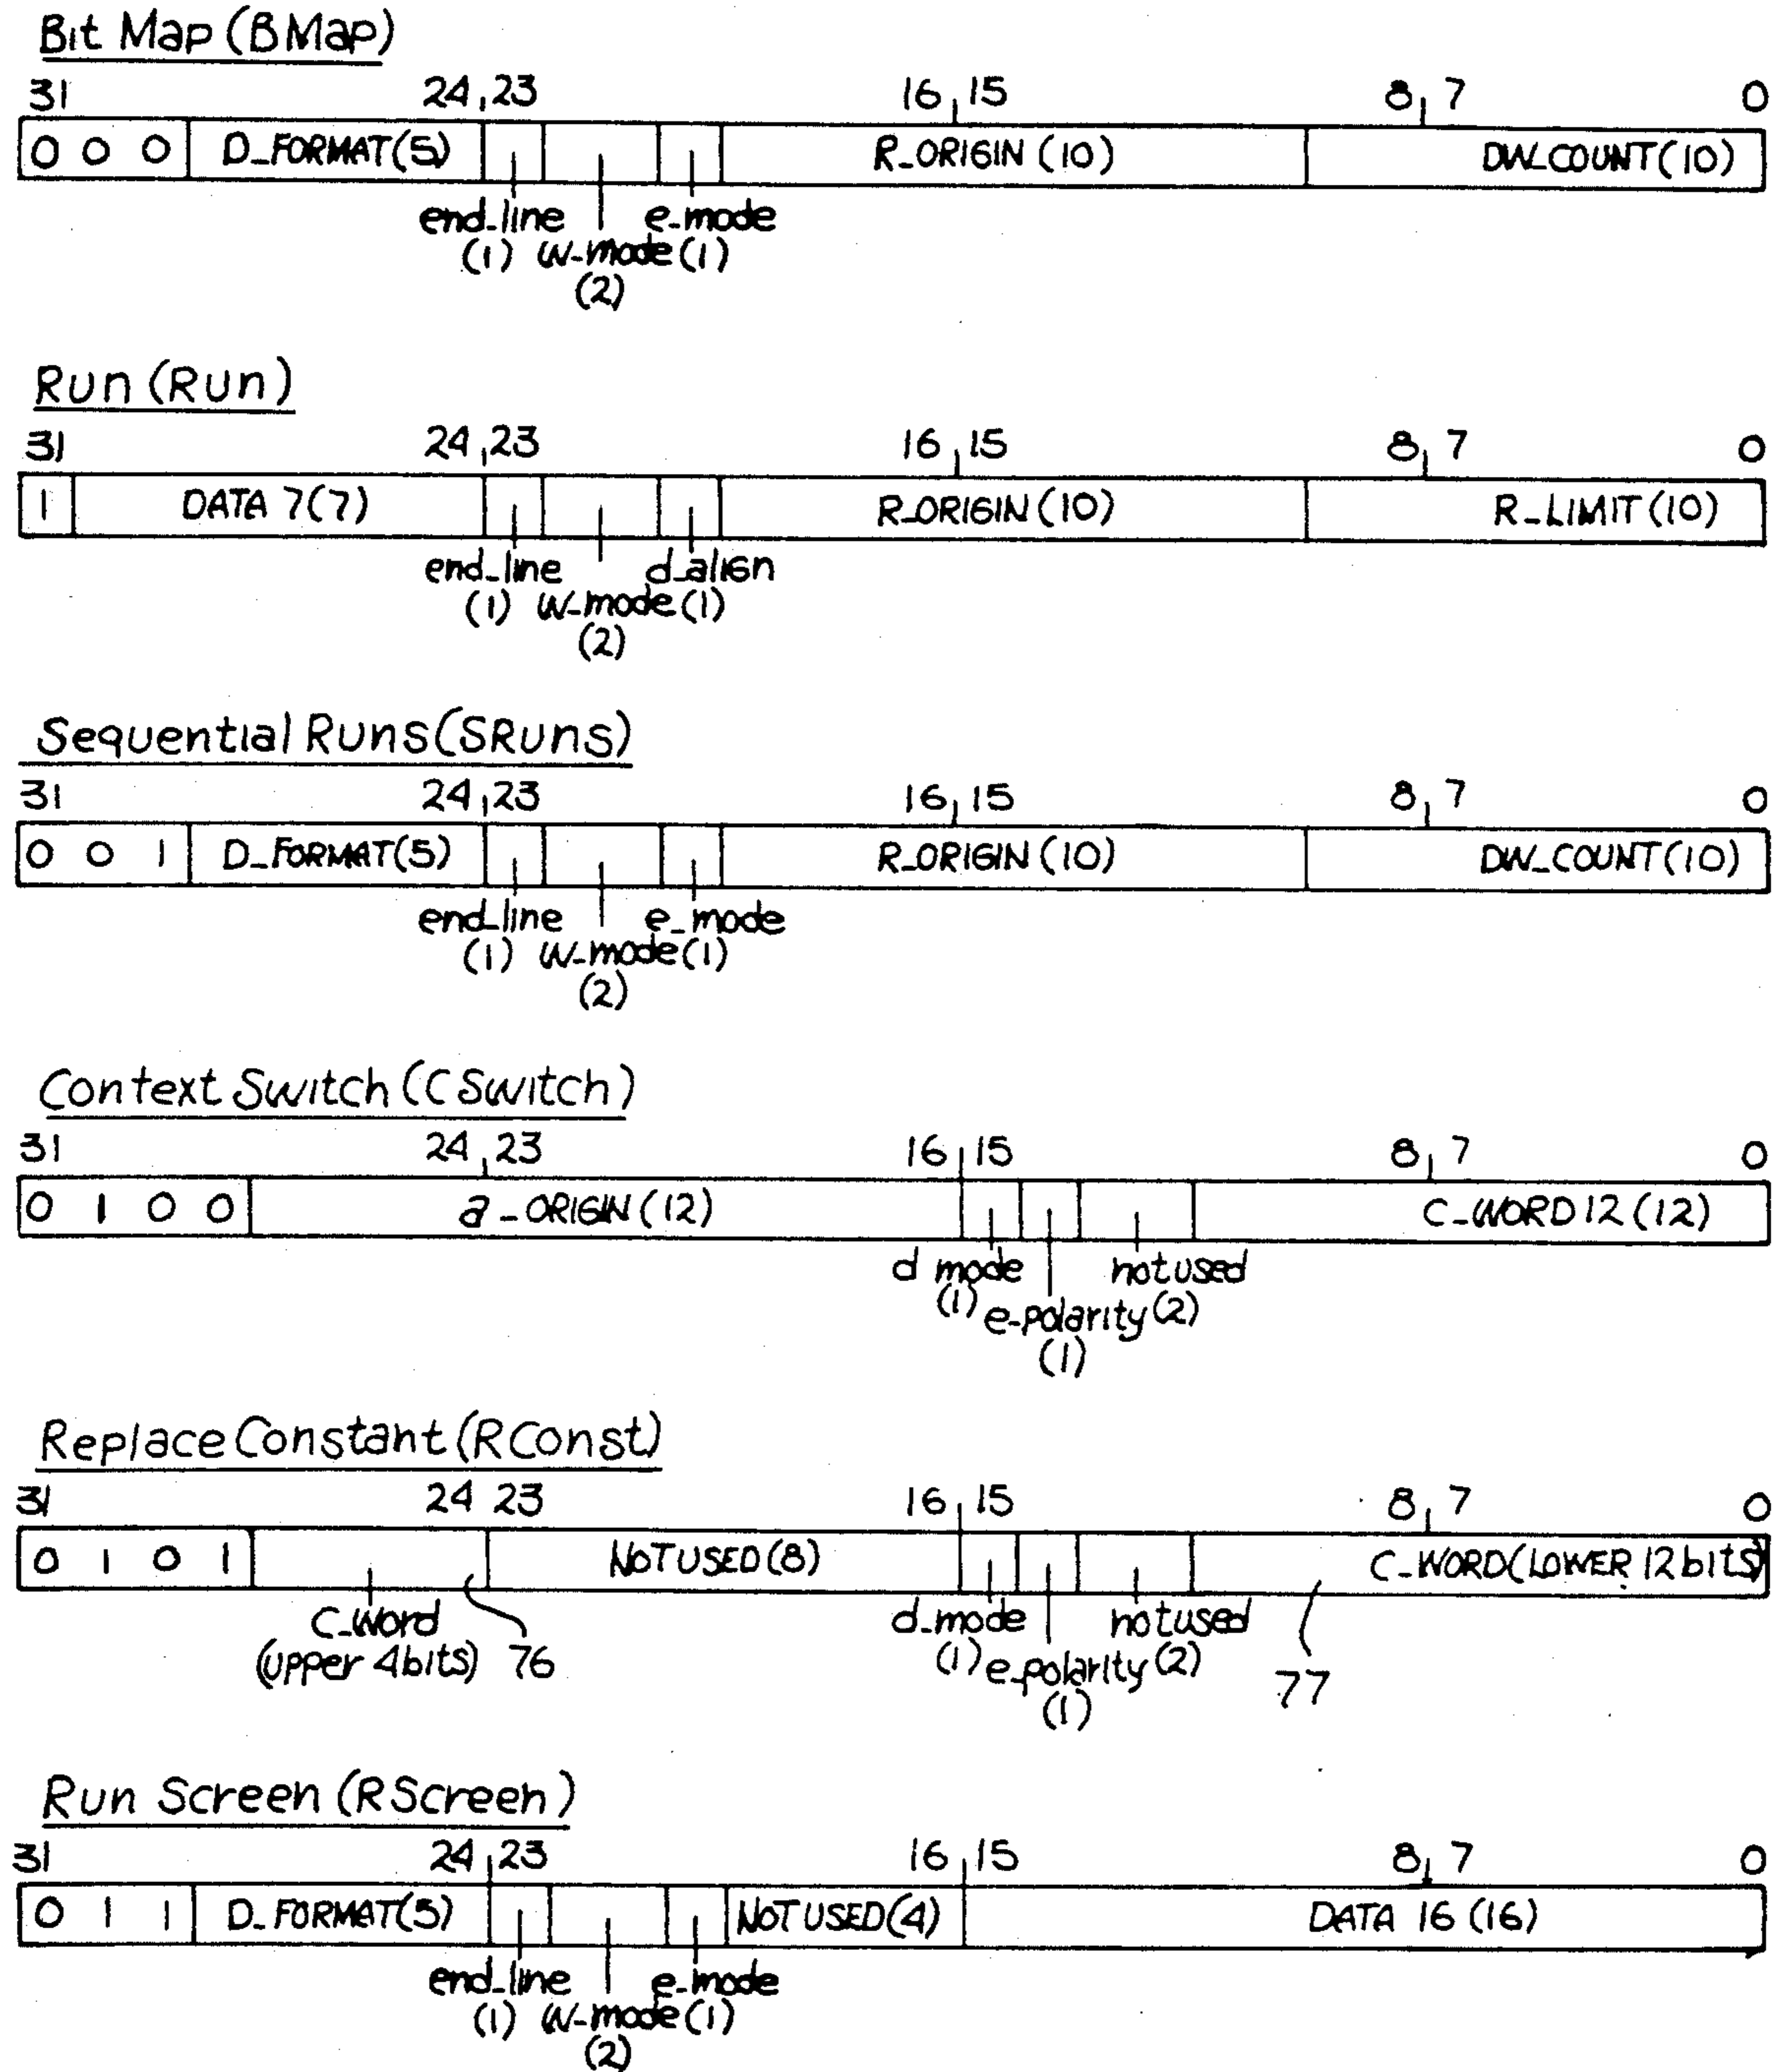 Bit Map (BMap)
31 24 23 16 15 8 7 0
0 0 0 D_FORMAT(5) R_ORIGIN (10) DW_COUNT(10)
end_line e_mode
(1) w_mode (1)
(2)
Run (Run)
31 24 23 16 15 8 7 0
1 DATA 7(7) R_ORIGIN (10) R_LIMIT (10)
end_line d_align
(1) w_mode (1)
(2)
Sequential Runs (SRuns)
31 24 23 16 15 8 7 0
0 0 1 D_FORMAT(5) R_ORIGIN (10) DW_COUNT(10)
end_line e_mode
(1) w_mode (1)
(2)
Context Switch (CSwitch)
31 24 23 16 15 8 7 0
0 1 0 0 a_ORIGIN (12) C_WORD 12 (12)
d mode not used
(1) e-polarity (2)
(1)
Replace Constant (RConst)
31 24 23 16 15 8 7 0
0 1 0 1 NOT USED (8) C_WORD (LOWER 12 bits)
C_word d_mode not used
(upper 4 bits) 76 (1) e_polarity (2) 77
(1)
Run Screen (RScreen)
31 24 23 16 15 8 7 0
0 1 1 D_FORMAT(5) NOT USED (4) DATA 16 (16)
end_line e_mode
(1) w_mode (1)
(2)